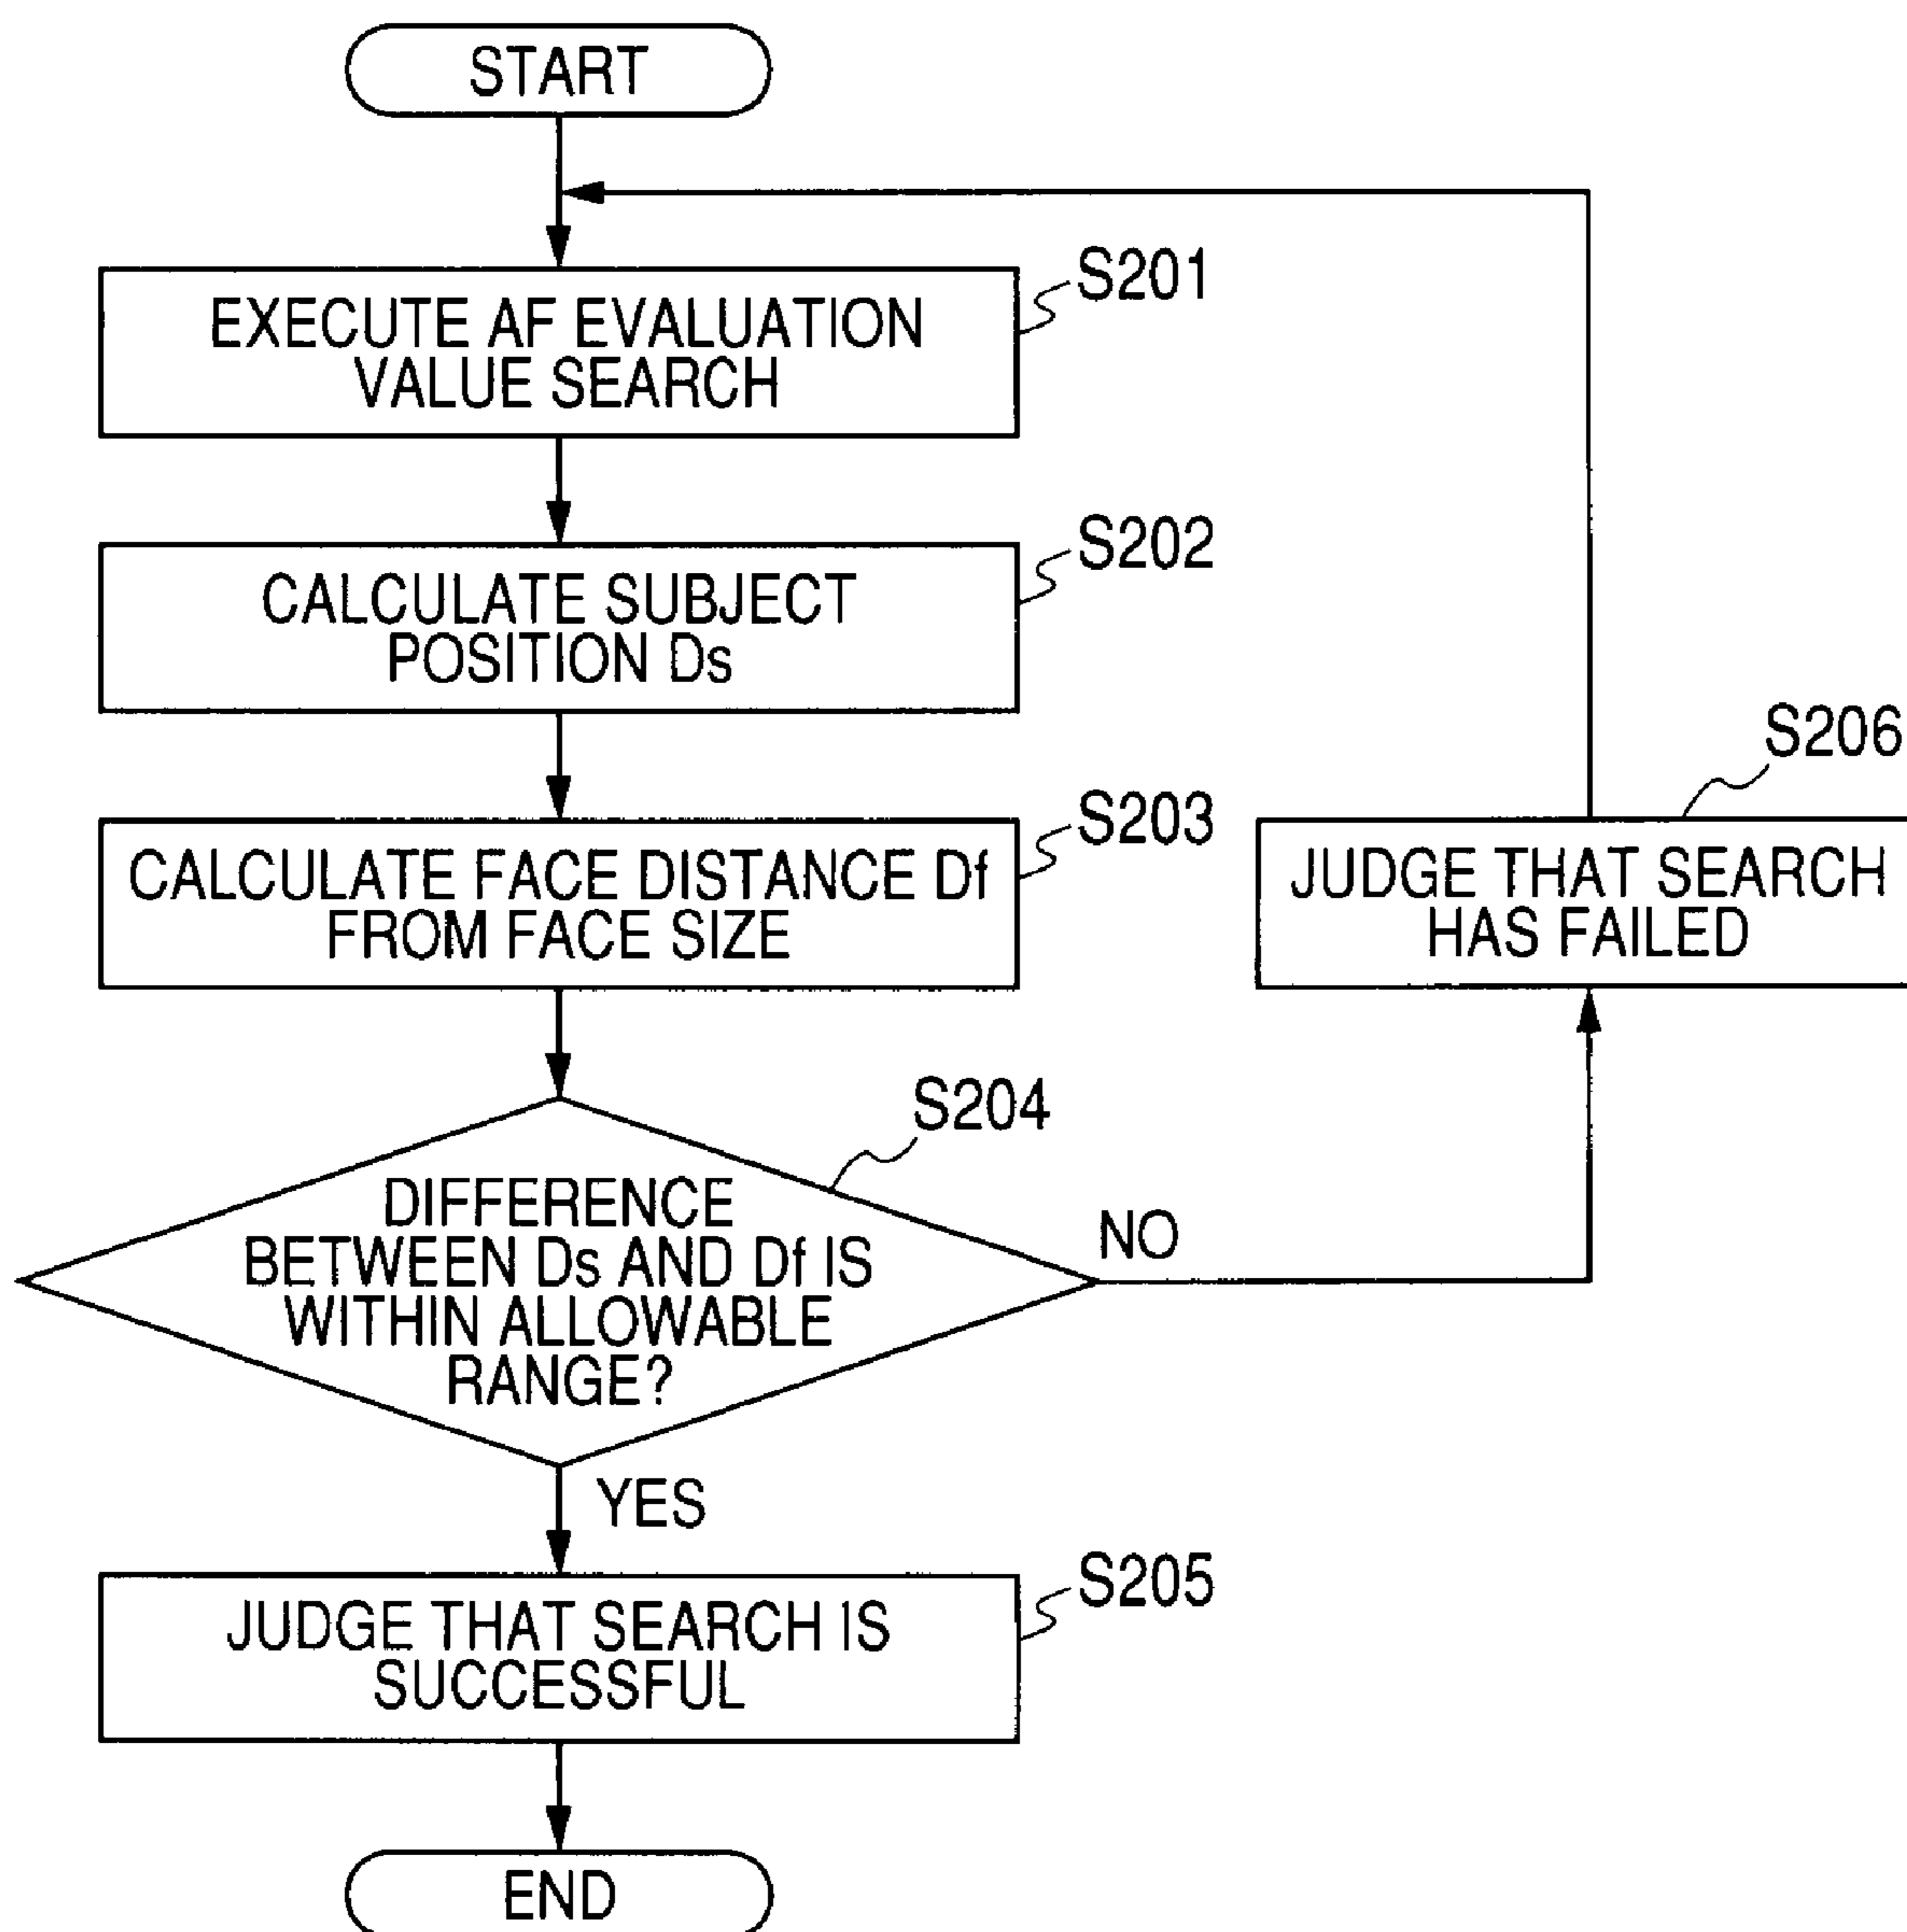 START
S201
EXECUTE AF EVALUATION
VALUE SEARCH
S202
CALCULATE SUBJECT
POSITION Ds
S203
CALCULATE FACE DISTANCE Df
FROM FACE SIZE
S206
JUDGE THAT SEARCH
HAS FAILED
S204
DIFFERENCE
BETWEEN Ds AND Df IS
WITHIN ALLOWABLE
RANGE?
NO
YES
S205
JUDGE THAT SEARCH IS
SUCCESSFUL
END